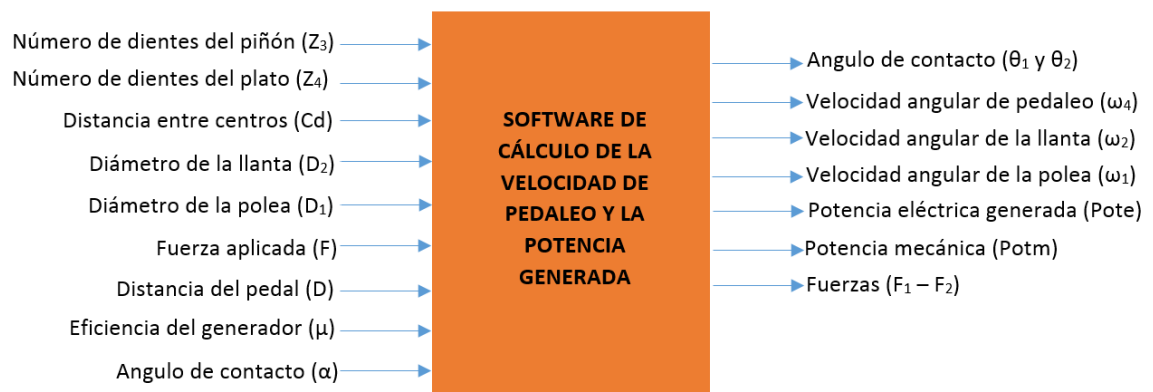 Número de dientes del piñón (Z₃)
Número de dientes del plato (Z₄)
Distancia entre centros (Cd)
Diámetro de la llanta (D₂)
Diámetro de la polea (D₁)
Fuerza aplicada (F)
Distancia del pedal (D)
Eficiencia del generador (μ)
Angulo de contacto (α)
SOFTWARE DE
CÁLCULO DE LA
VELOCIDAD DE
PEDALEO Y LA
POTENCIA
GENERADA
Angulo de contacto (θ₁ y θ₂)
Velocidad angular de pedaleo (ω₄)
Velocidad angular de la llanta (ω₂)
Velocidad angular de la polea (ω₁)
Potencia eléctrica generada (Pote)
Potencia mecánica (Potm)
Fuerzas (F₁ – F₂)